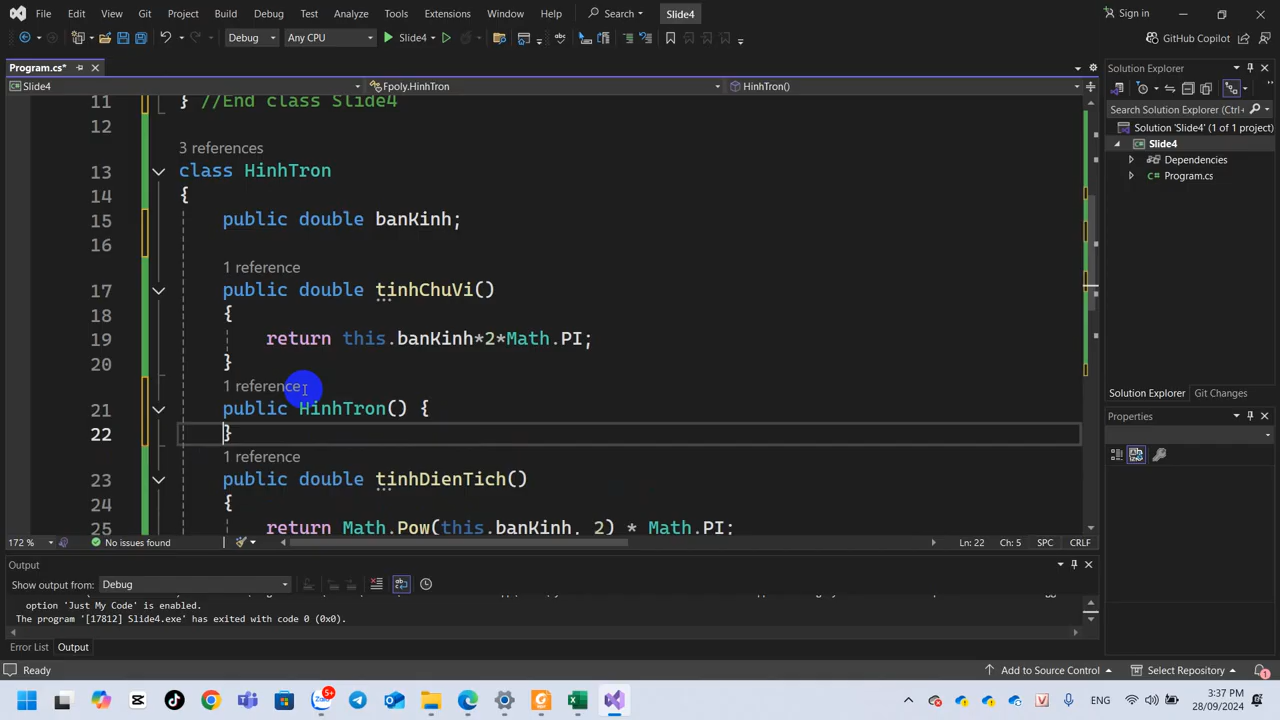 File Edit View Git Project Build Debug Test Analyze Tools Extensions Window Help Search Slide4 Sign in
Debug Any CPU Slide4 GitHub Copilot
Program.cs* Solution Explorer
Slide4 Fpoly.HinhTron HinhTron()
Search Solution Explorer (Ctrl+
Solution 'Slide4' (1 of 1 project)
Slide4
Dependencies
Program.cs
11 } //End class Slide4
12
3 references
13 class HinhTron
14 {
15 public double banKinh;
16
1 reference
17 public double tinhChuVi()
18 {
19 return this.banKinh*2*Math.PI;
20 }
1 reference
21 public HinhTron() {
22 }
1 reference
23 public double tinhDienTich()
24 {
25 return Math.Pow(this.banKinh, 2) * Math.PI;
Solution Explorer Git Changes
Properties
172 % No issues found Ln: 22 Ch: 5 SPC CRLF
Output
Show output from: Debug
option 'Just My Code' is enabled.
The program '[17812] Slide4.exe' has exited with code 0 (0x0).
Error List Output
Ready Add to Source Control Select Repository 1
Zalo 5+ V ENG 3:37 PM
28/09/2024